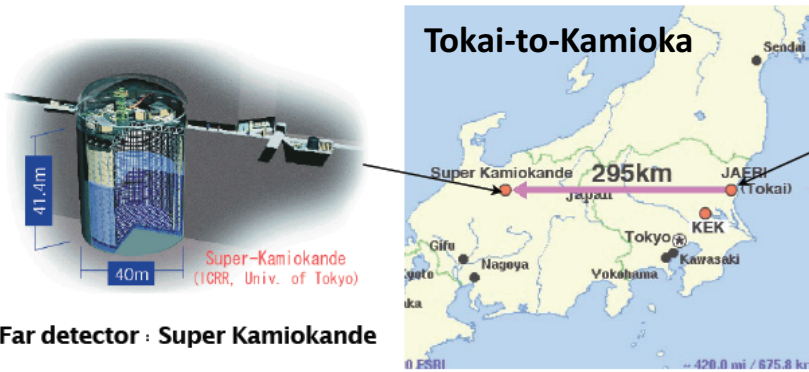 Tokai-to-Kamioka
Sendai
41.4m
40m
Super-Kamiokande
(ICRR, Univ. of Tokyo)
Far detector : Super Kamiokande
Super Kamiokande
295km
JAERI
(Tokai)
Japan
KEK
Tokyo
Gifu
Nagoya
Yokohama
Kawasaki
~ 420.0 mi / 675.8